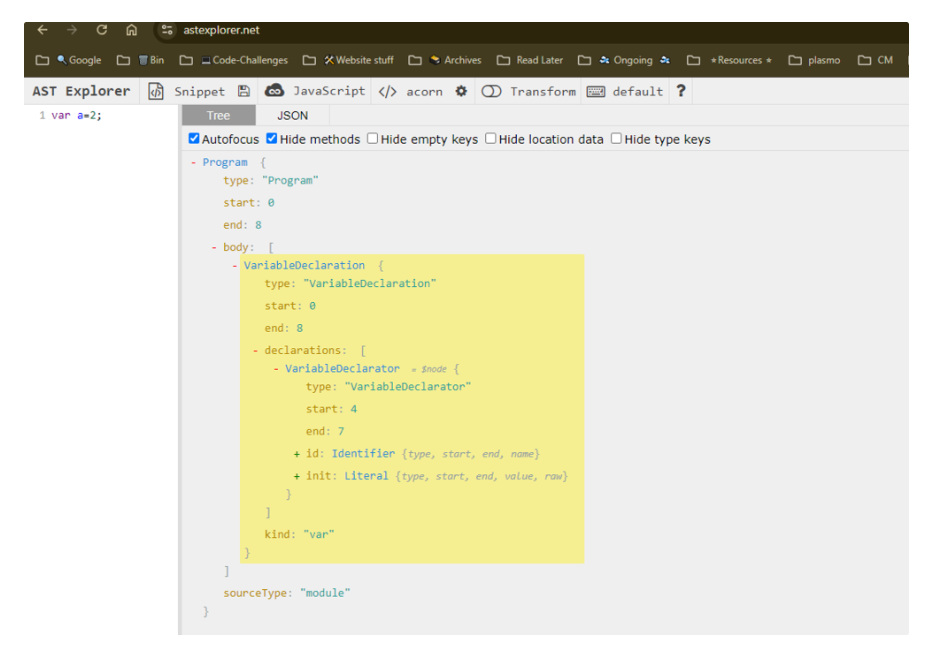 astexplorer.net
Google Bin Code-Challenges Website stuff Archives Read Later Ongoing ★Resources★ plasmo CM
AST Explorer Snippet JavaScript </> acorn Transform default ?
1 var a=2;
Tree JSON
Autofocus Hide methods Hide empty keys Hide location data Hide type keys
- Program {
type: "Program"
start: 0
end: 8
- body: [
- VariableDeclaration {
type: "VariableDeclaration"
start: 0
end: 8
- declarations: [
- VariableDeclarator = $node {
type: "VariableDeclarator"
start: 4
end: 7
+ id: Identifier {type, start, end, name}
+ init: Literal {type, start, end, value, raw}
}
]
kind: "var"
}
]
sourceType: "module"
}